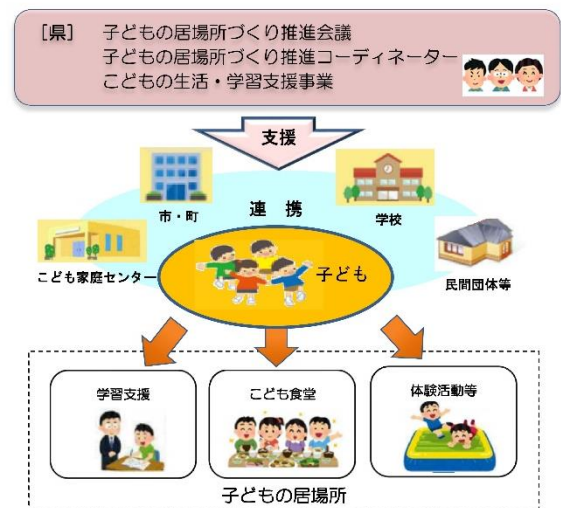 ［県］ 子どもの居場所づくり推進会議
子どもの居場所づくり推進コーディネーター
こどもの生活・学習支援事業
支援
市・町
連 携
学校
こども家庭センター
子ども
民間団体等
学習支援
こども食堂
体験活動等
子どもの居場所